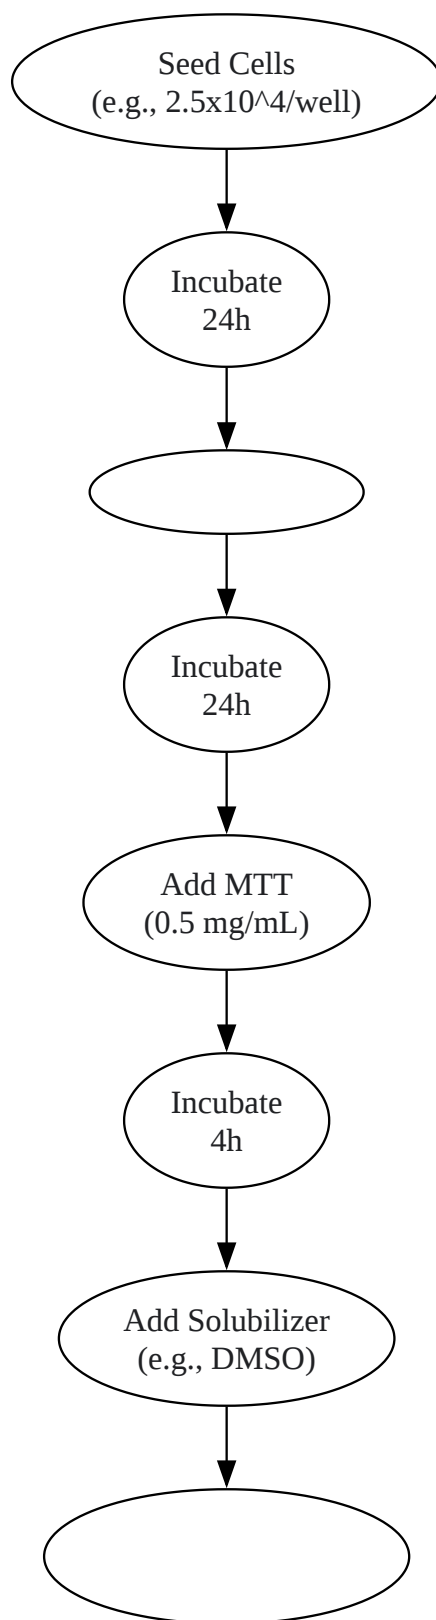 Seed Cells
(e.g., 2.5x10^4/well)
Incubate
24h
Incubate
24h
Add MTT
(0.5 mg/mL)
Incubate
4h
Add Solubilizer
(e.g., DMSO)